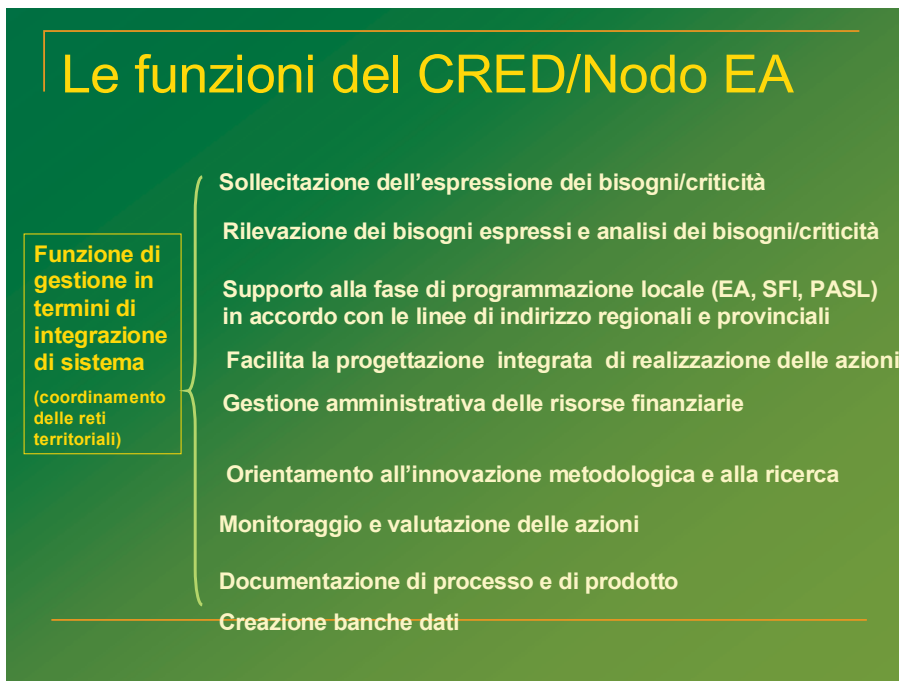 Le funzioni del CRED/Nodo EA
Funzione di
gestione in
termini di
integrazione
di sistema
(coordinamento
delle reti
territoriali)
Sollecitazione dell’espressione dei bisogni/criticità
Rilevazione dei bisogni espressi e analisi dei bisogni/criticità
Supporto alla fase di programmazione locale (EA, SFI, PASL)
in accordo con le linee di indirizzo regionali e provinciali
Facilita la progettazione integrata di realizzazione delle azioni
Gestione amministrativa delle risorse finanziarie
Orientamento all’innovazione metodologica e alla ricerca
Monitoraggio e valutazione delle azioni
Documentazione di processo e di prodotto
Creazione banche dati